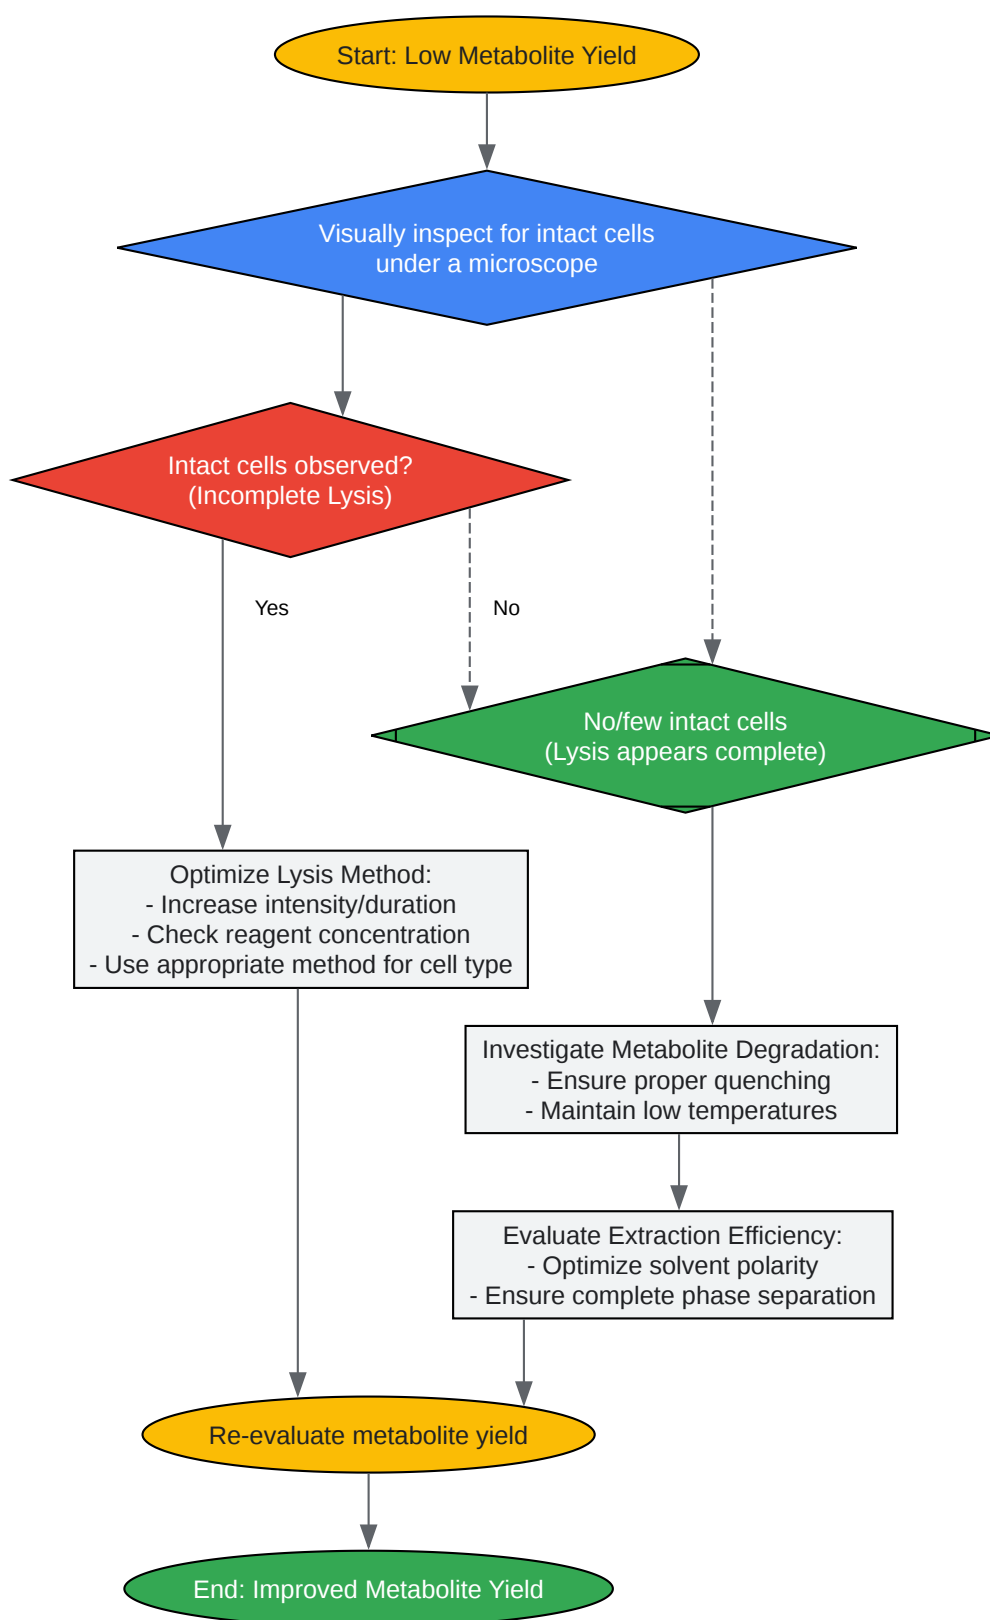 Start: Low Metabolite Yield
Visually inspect for intact cells
under a microscope
Intact cells observed?
(Incomplete Lysis)
Yes
No
No/few intact cells
(Lysis appears complete)
Optimize Lysis Method:
- Increase intensity/duration
- Check reagent concentration
- Use appropriate method for cell type
Investigate Metabolite Degradation:
- Ensure proper quenching
- Maintain low temperatures
Evaluate Extraction Efficiency:
- Optimize solvent polarity
- Ensure complete phase separation
Re-evaluate metabolite yield
End: Improved Metabolite Yield